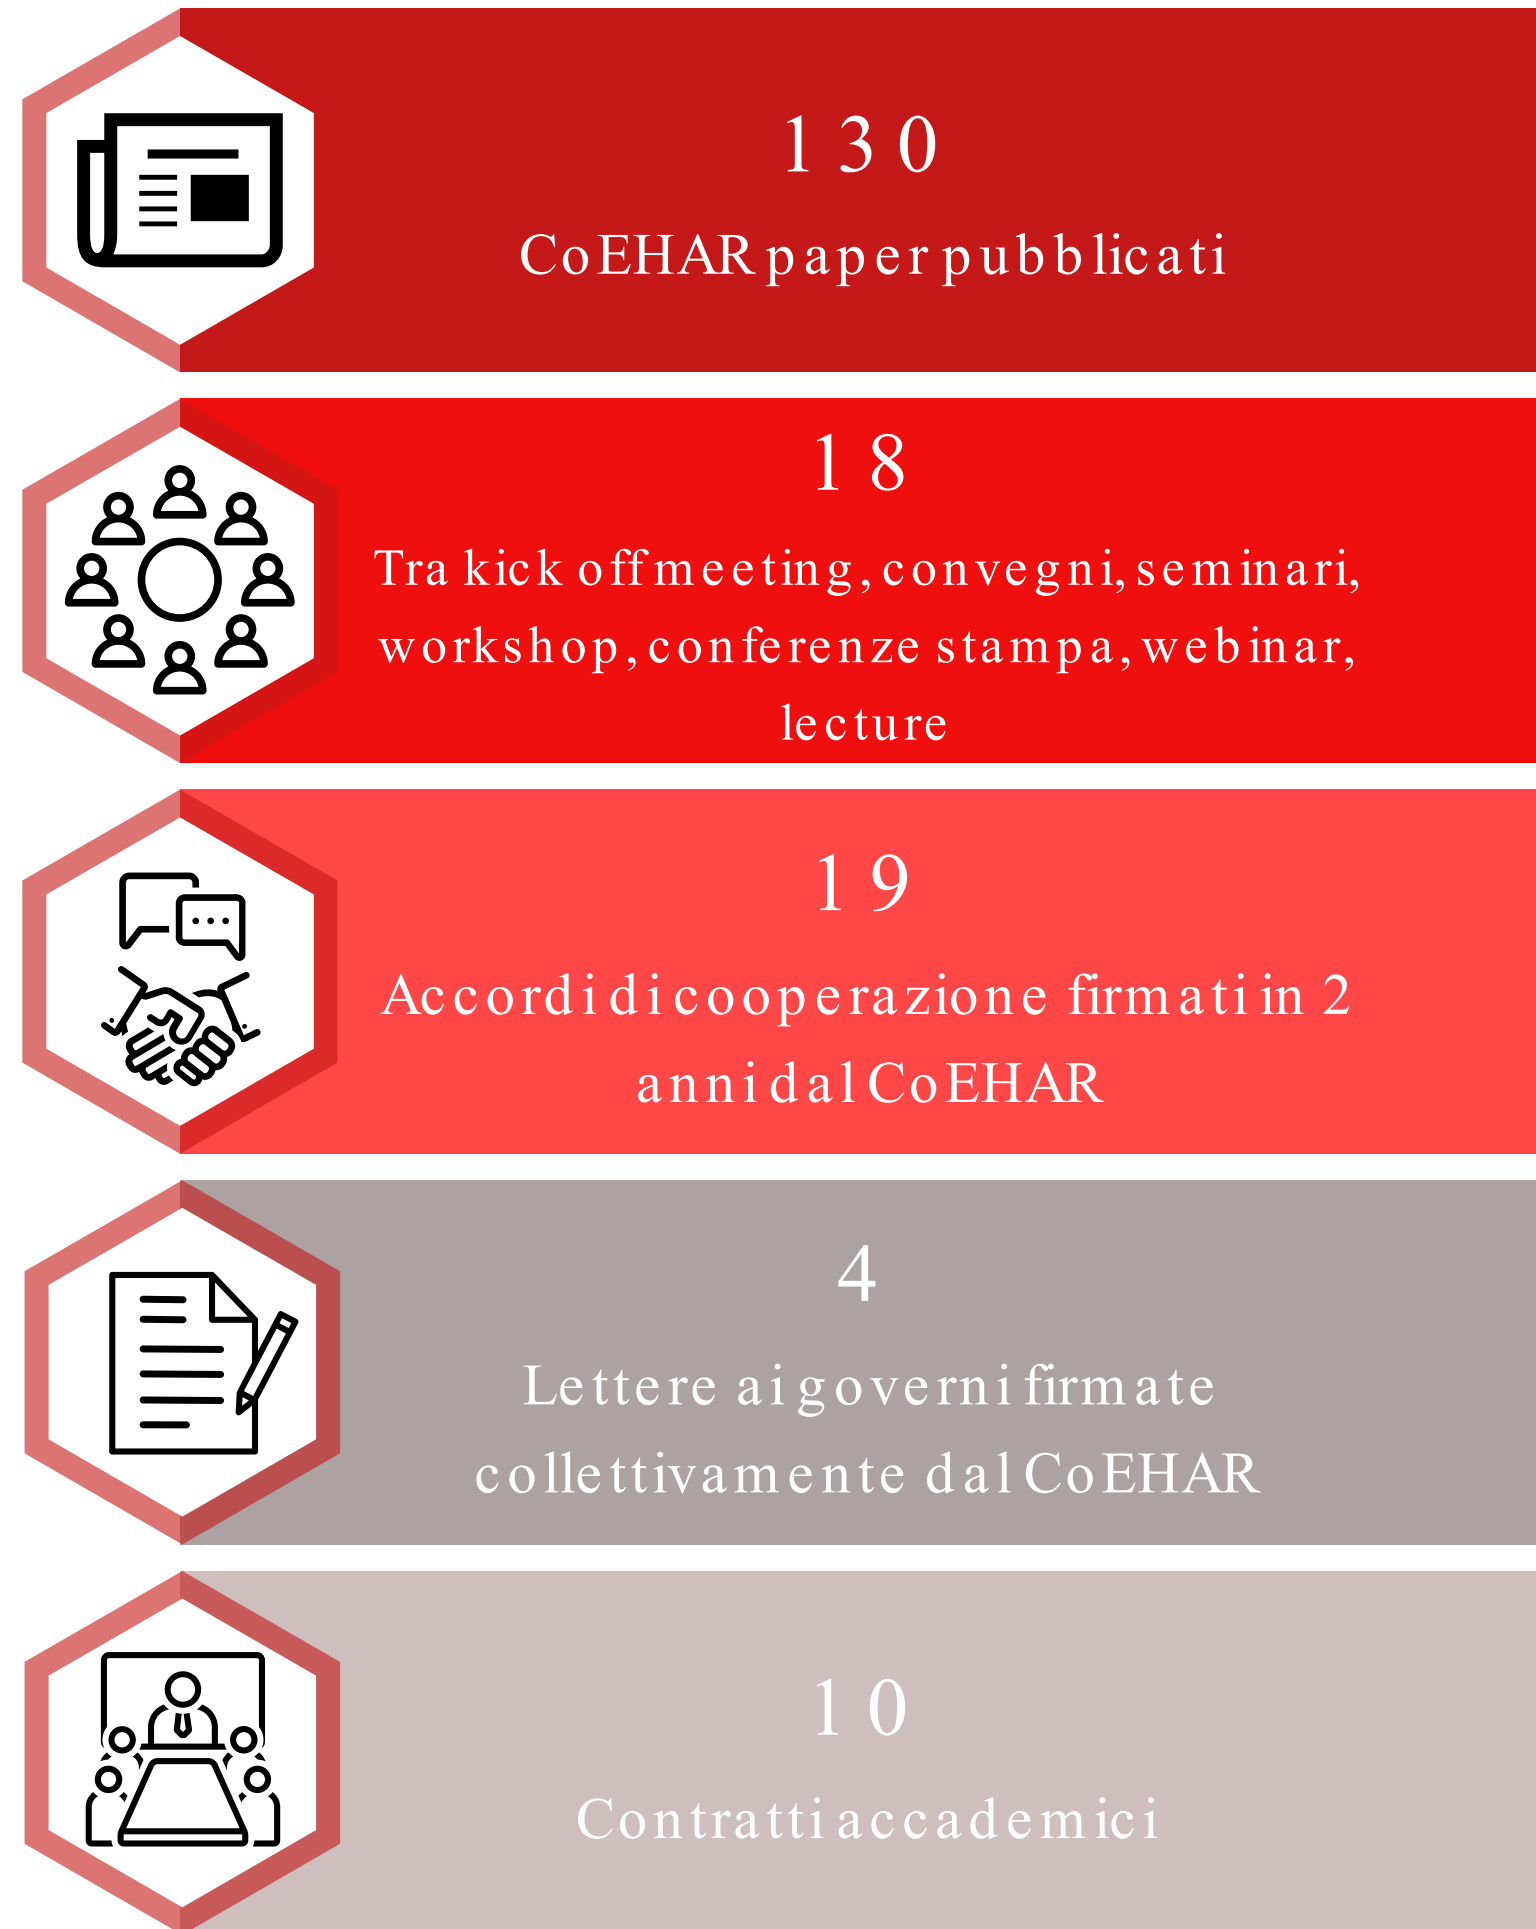 130
CoEHAR paper pubblicati
18
Tra kick off meeting, convegni, seminari,
workshop, conferenze stampa, webinar,
lecture
19
Accordi di cooperazione firmati in 2
anni dal CoEHAR
4
Lettere ai governi firmate
collettivamente dal CoEHAR
10
Contratti accademici